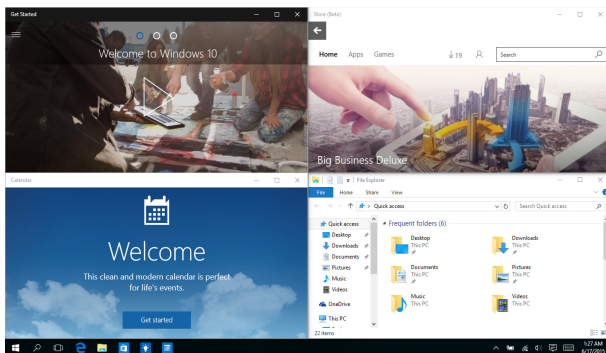 Get Started
Welcome to Windows 10
Store (Beta)
Home Apps Games
19
Search
Big Business Deluxe
Calendar
Welcome
This clean and modern calendar is perfect
for life's events.
Get started
File Explorer
File Home Share View
Quick access
Search Quick access
Quick access
Desktop
Downloads
Documents
Pictures
Music
Videos
OneDrive
This PC
Frequent folders (6)
Desktop
This PC
Downloads
This PC
Documents
This PC
Pictures
This PC
Music
This PC
Videos
This PC
22 items
5:27 AM
6/17/2015